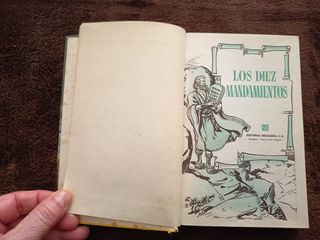 LOS DIEZ
MANDAMIENTOS
EDITORIAL BRUGUERA, S. A.